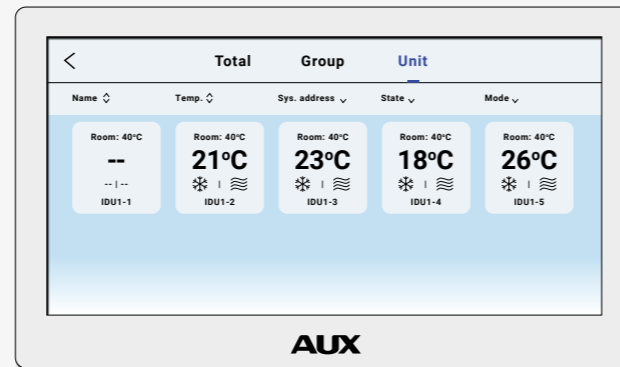 Total Group Unit
Name Temp. Sys. address State Mode
Room: 40°C Room: 40°C Room: 40°C Room: 40°C Room: 40°C
-- 21°C 23°C 18°C 26°C
-- | --
IDU1-1 IDU1-2 IDU1-3 IDU1-4 IDU1-5
AUX